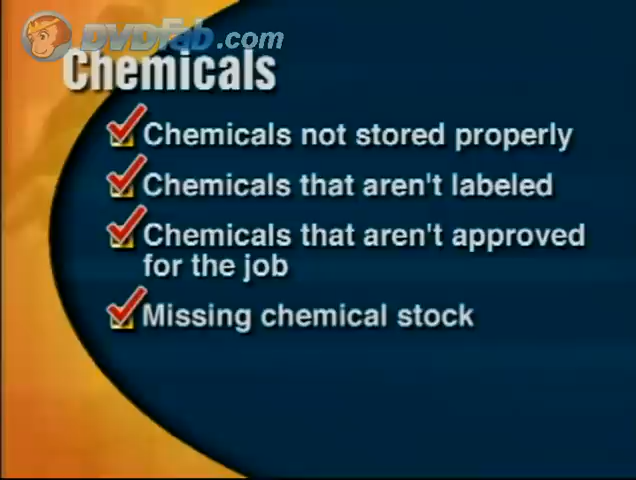 DVDFab.com
Chemicals
Chemicals not stored properly
Chemicals that aren't labeled
Chemicals that aren't approved
for the job
Missing chemical stock